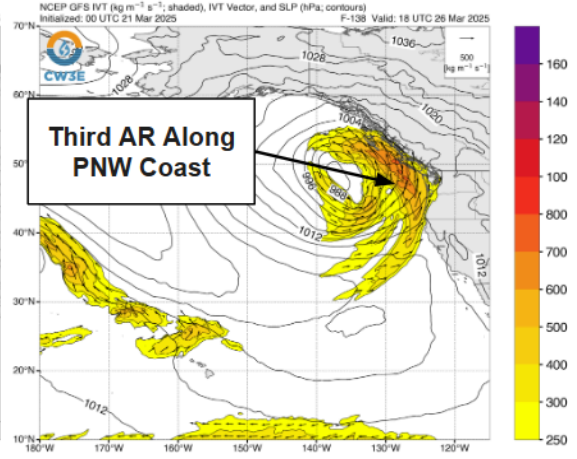 NCEP GFS IVT (kg m⁻¹ s⁻¹; shaded), IVT Vector, and SLP (hPa; contours)
Initialized: 00 UTC 21 Mar 2025 F-138 Valid: 18 UTC 26 Mar 2025
70°N
CW3E
1028
1036
1028
1020
500
[kg m⁻¹ s⁻¹]
60°N
Third AR Along
PNW Coast
1004
996
988
50°N
1012
40°N
1012
30°N
20°N
1012
10°N
180°W 170°W 160°W 150°W 140°W 130°W 120°W
160
140
120
100
800
700
600
500
400
300
250